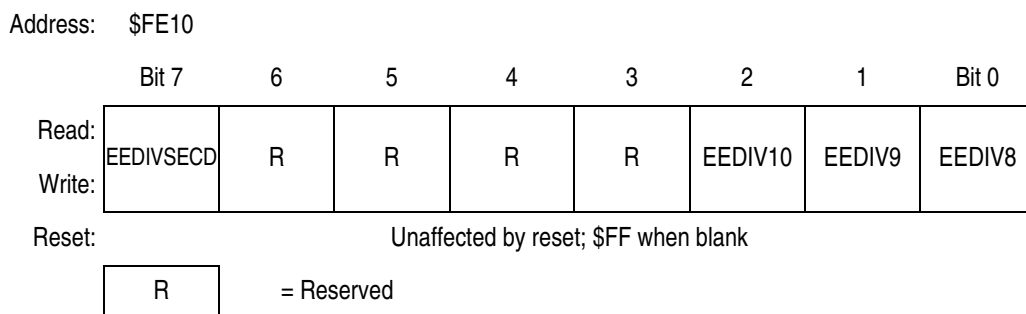 Address: $FE10
Bit 7 6 5 4 3 2 1 Bit 0
Read:
EEDIVSECD R R R R EEDIV10 EEDIV9 EEDIV8
Write:
Reset: Unaffected by reset; $FF when blank
R = Reserved